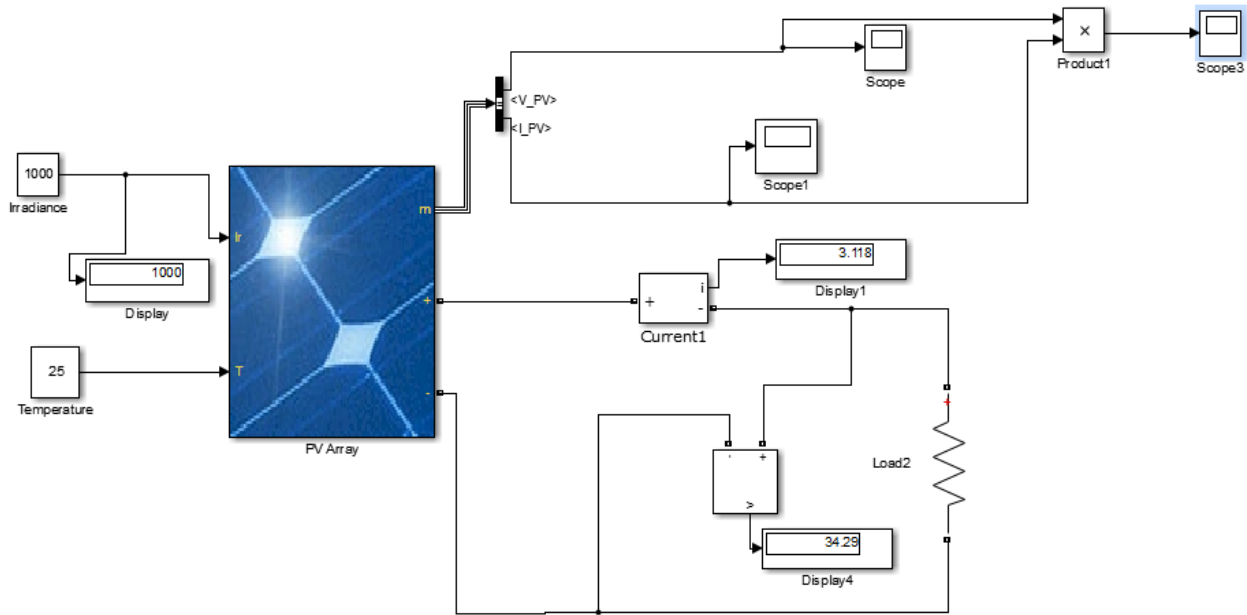 ×
Product1
Scope3
Scope
<V_PV>
<I_PV>
Scope1
1000
Irradiance
1000
Display
25
Temperature
Ir
T
m
+
-
PV Array
+
i
-
Current1
3.118
Display1
-
+
v
34.29
Display4
+
Load2